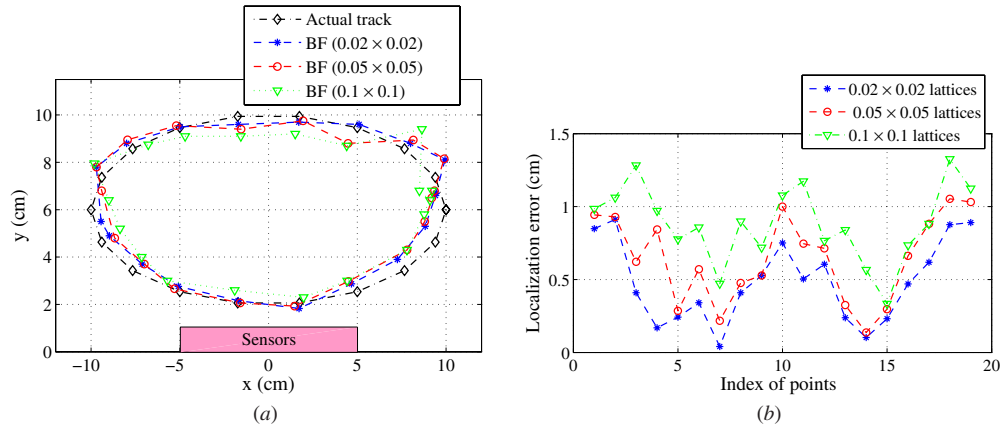 Actual track
BF (0.02 × 0.02)
BF (0.05 × 0.05)
BF (0.1 × 0.1)
10
8
6
4
2
0
y (cm)
Sensors
−10
−5
0
5
10
x (cm)
(a)
0.02 × 0.02 lattices
0.05 × 0.05 lattices
0.1 × 0.1 lattices
1.5
1
0.5
0
Localization error (cm)
0
5
10
15
20
Index of points
(b)